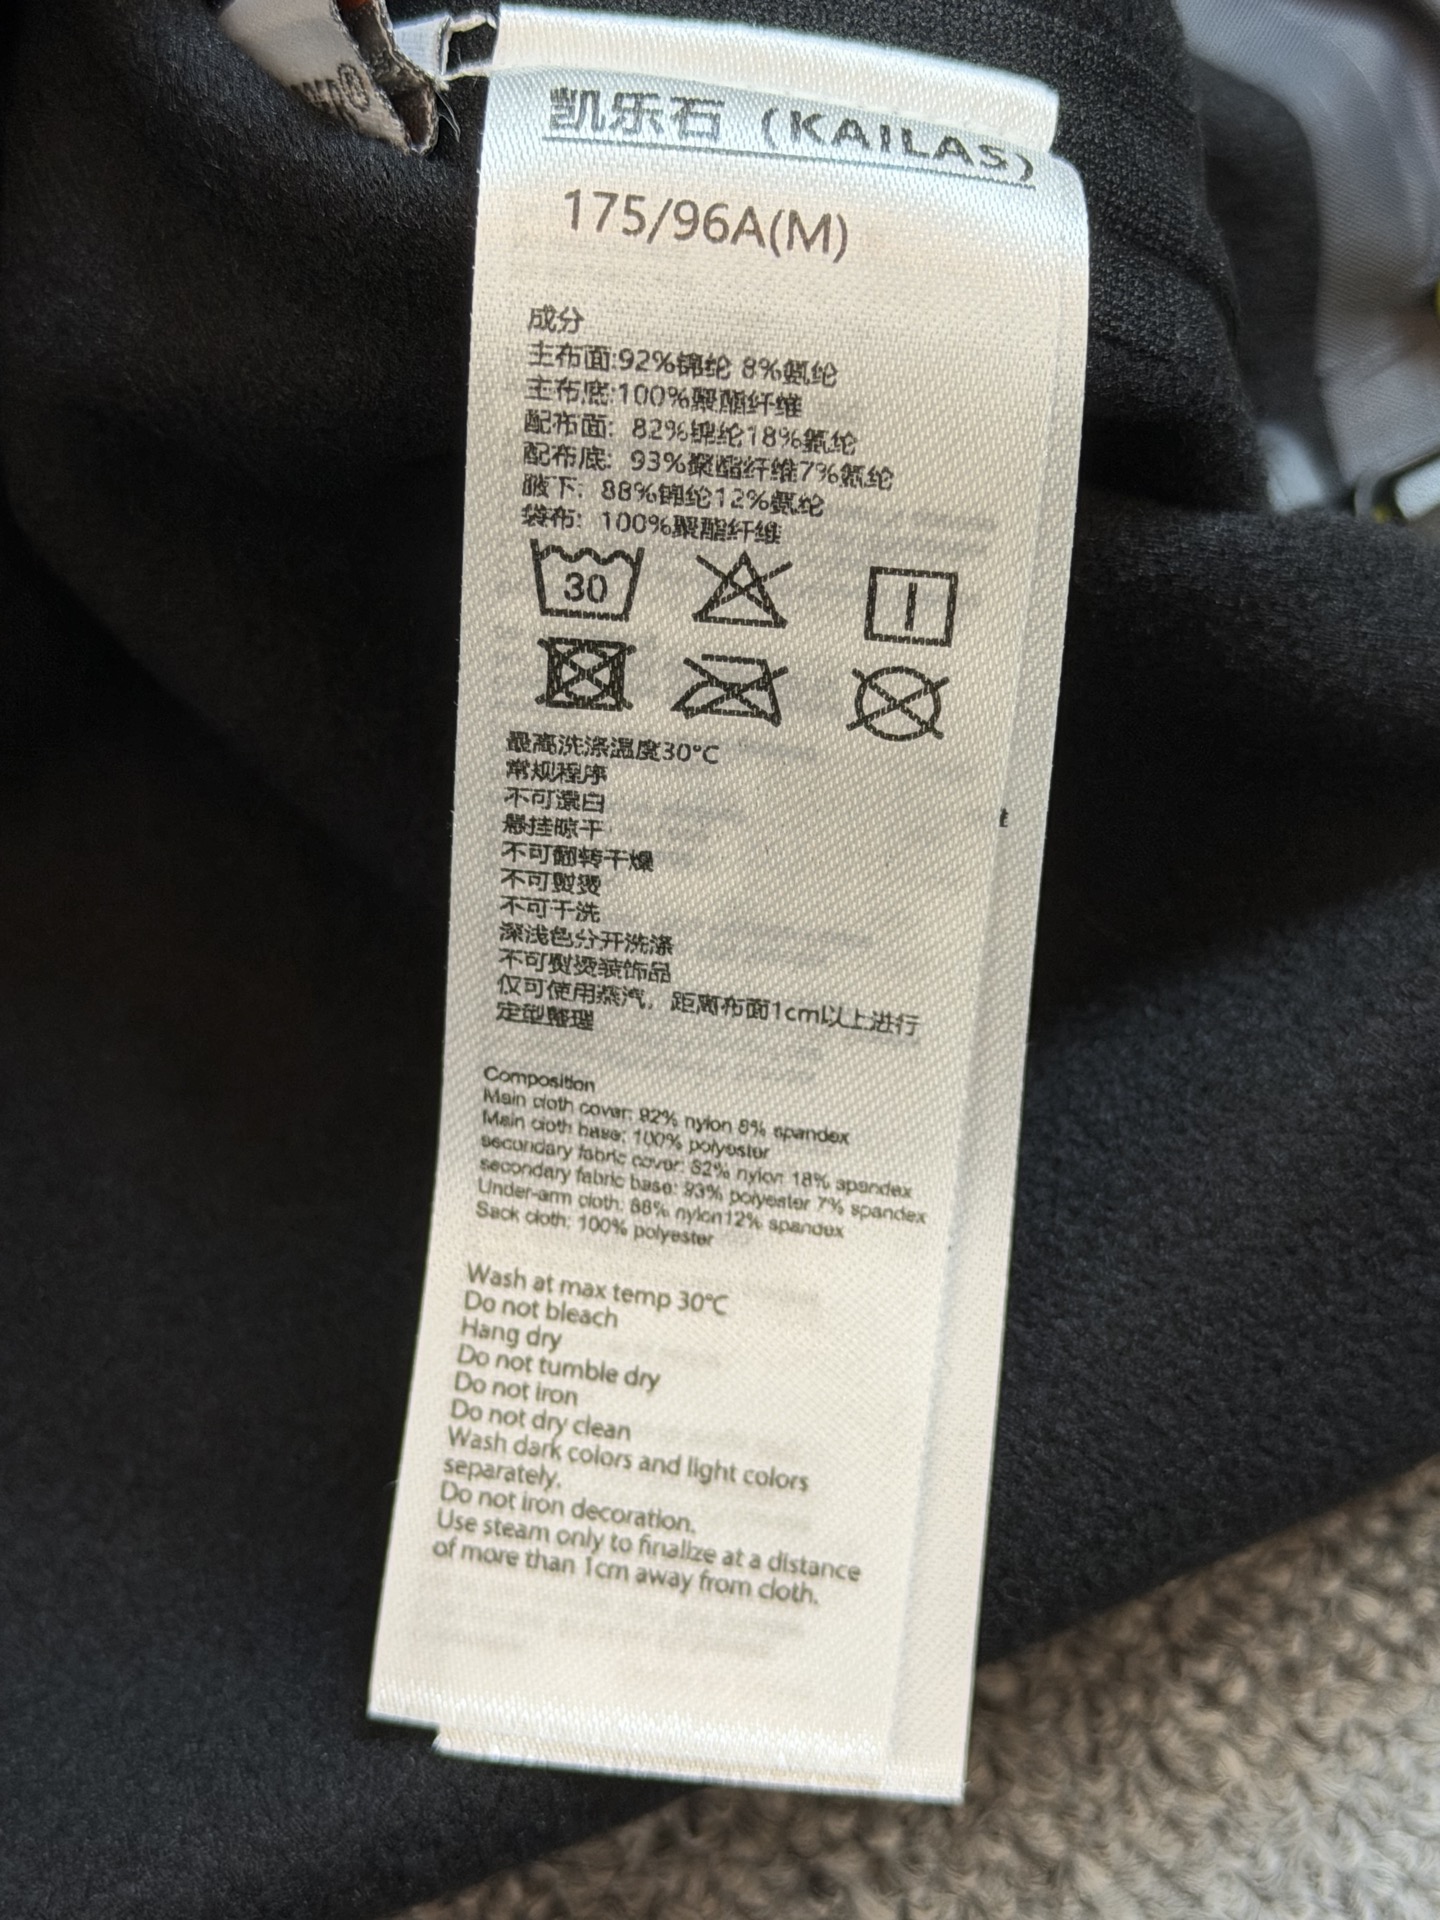 凯乐石（KAILAS）
175/96A(M)
成分
主布面:92%锦纶 8%氨纶
主布底:100%聚酯纤维
配布面: 82%锦纶18%氨纶
配布底: 93%聚酯纤维7%氨纶
腋下: 88%锦纶12%氨纶
袋布: 100%聚酯纤维
30
最高洗涤温度30℃
常规程序
不可漂白
悬挂晾干
不可翻转干燥
不可熨烫
不可干洗
深浅色分开洗涤
不可熨烫装饰品
仅可使用蒸汽，距离布面1cm以上进行
定型整理
Composition
Main cloth cover: 92% nylon 8% spandex
Main cloth base: 100% polyester
secondary fabric cover: 82% nylon 18% spandex
secondary fabric base: 93% polyester 7% spandex
Under-arm cloth: 88% nylon12% spandex
Sack cloth: 100% polyester
Wash at max temp 30℃
Do not bleach
Hang dry
Do not tumble dry
Do not iron
Do not dry clean
Wash dark colors and light colors
separately.
Do not iron decoration.
Use steam only to finalize at a distance
of more than 1cm away from cloth.